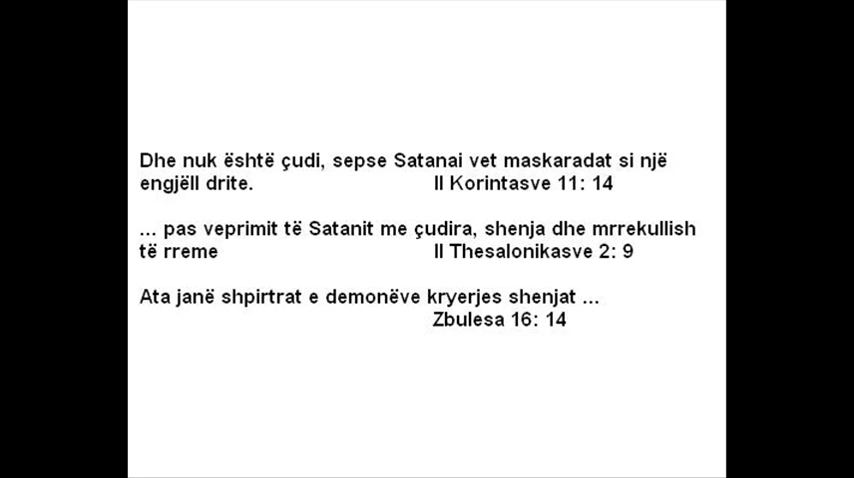 Dhe nuk është çudi, sepse Satanai vet maskaradat si një
engjëll drite. II Korintasve 11: 14
... pas veprimit të Satanit me çudira, shenja dhe mrrekullish
të rreme II Thesalonikasve 2: 9
Ata janë shpirtrat e demonëve kryerjes shenjat ...
Zbulesa 16: 14